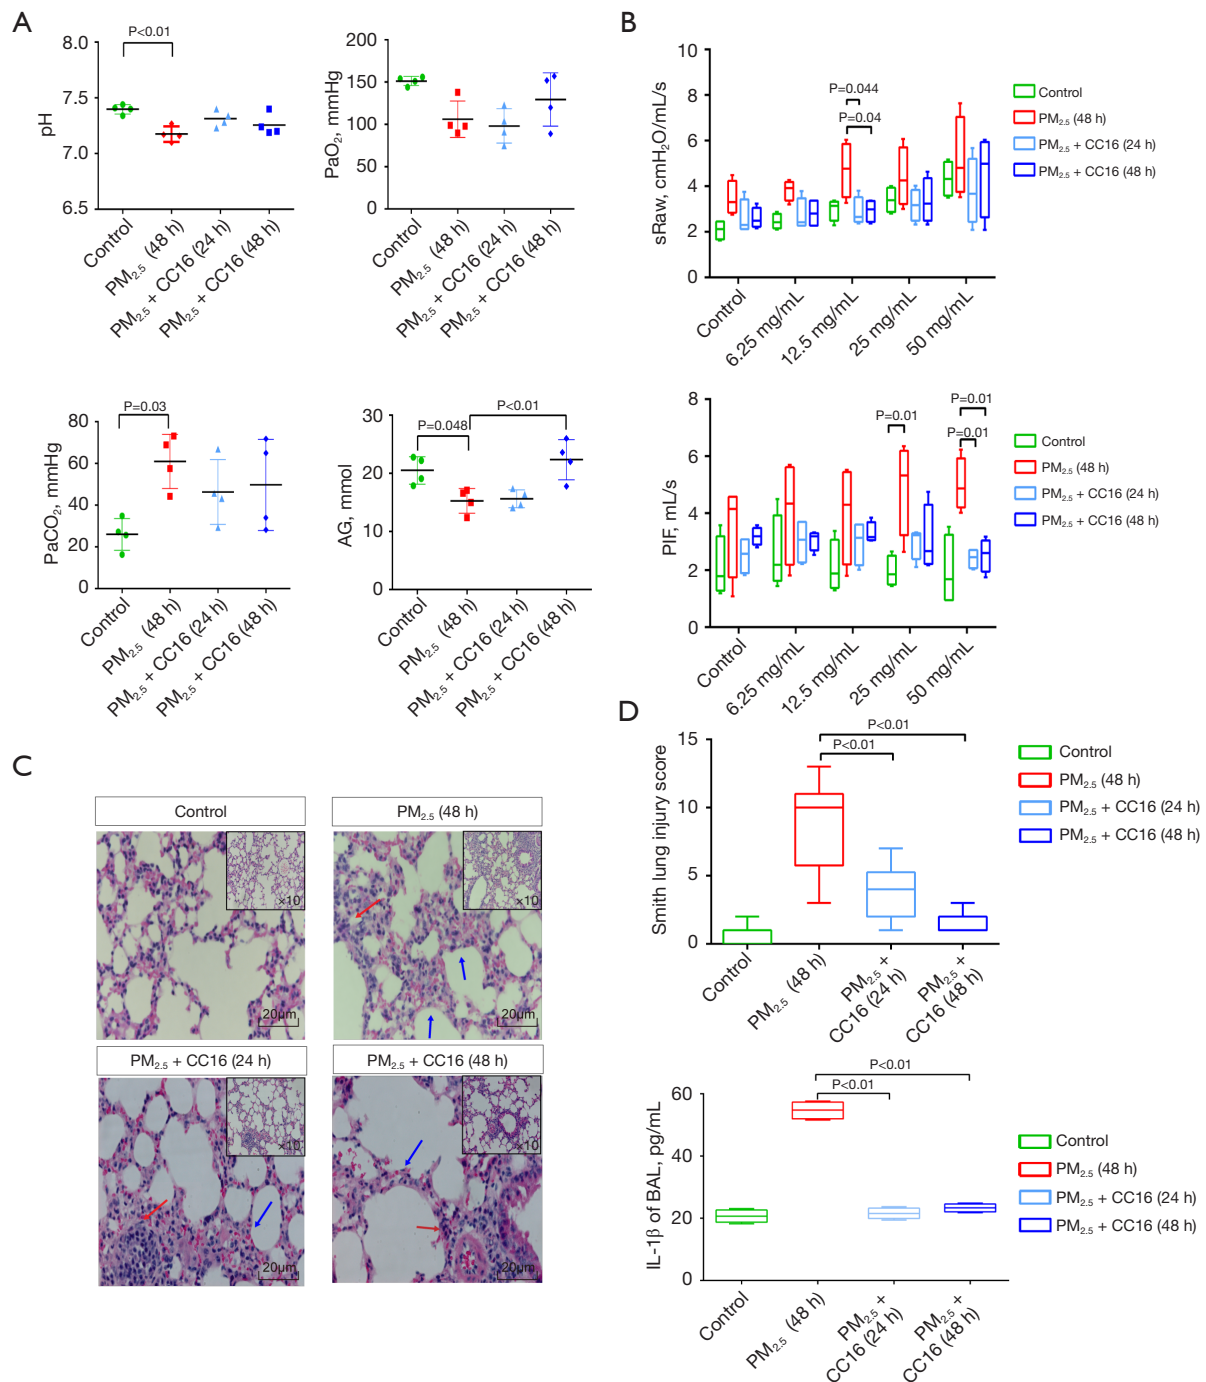 A
P<0.01
8.0
7.5
7.0
6.5
pH
Control
PM2.5 (48 h)
PM2.5 + CC16 (24 h)
PM2.5 + CC16 (48 h)
200
150
100
50
0
PaO2, mmHg
Control
PM2.5 (48 h)
PM2.5 + CC16 (24 h)
PM2.5 + CC16 (48 h)
P=0.03
80
60
40
20
0
PaCO2, mmHg
Control
PM2.5 (48 h)
PM2.5 + CC16 (24 h)
PM2.5 + CC16 (48 h)
P<0.01
P=0.048
30
20
10
0
AG, mmol
Control
PM2.5 (48 h)
PM2.5 + CC16 (24 h)
PM2.5 + CC16 (48 h)
B
10
8
6
4
2
0
sRaw, cmH2O/mL/s
P=0.044
P=0.04
Control
6.25 mg/mL
12.5 mg/mL
25 mg/mL
50 mg/mL
Control
PM2.5 (48 h)
PM2.5 + CC16 (24 h)
PM2.5 + CC16 (48 h)
8
6
4
2
0
PIF, mL/s
P=0.01
P=0.01
P=0.01
Control
6.25 mg/mL
12.5 mg/mL
25 mg/mL
50 mg/mL
Control
PM2.5 (48 h)
PM2.5 + CC16 (24 h)
PM2.5 + CC16 (48 h)
C
Control
×10
20μm
PM2.5 (48 h)
×10
20μm
PM2.5 + CC16 (24 h)
×10
20μm
PM2.5 + CC16 (48 h)
×10
20μm
D
15
10
5
0
Smith lung injury score
P<0.01
P<0.01
Control
PM2.5 (48 h)
PM2.5 +
CC16 (24 h)
PM2.5 +
CC16 (48 h)
Control
PM2.5 (48 h)
PM2.5 + CC16 (24 h)
PM2.5 + CC16 (48 h)
60
40
20
0
IL-1β of BAL, pg/mL
P<0.01
P<0.01
Control
PM2.5 (48 h)
PM2.5 +
CC16 (24 h)
PM2.5 +
CC16 (48 h)
Control
PM2.5 (48 h)
PM2.5 + CC16 (24 h)
PM2.5 + CC16 (48 h)